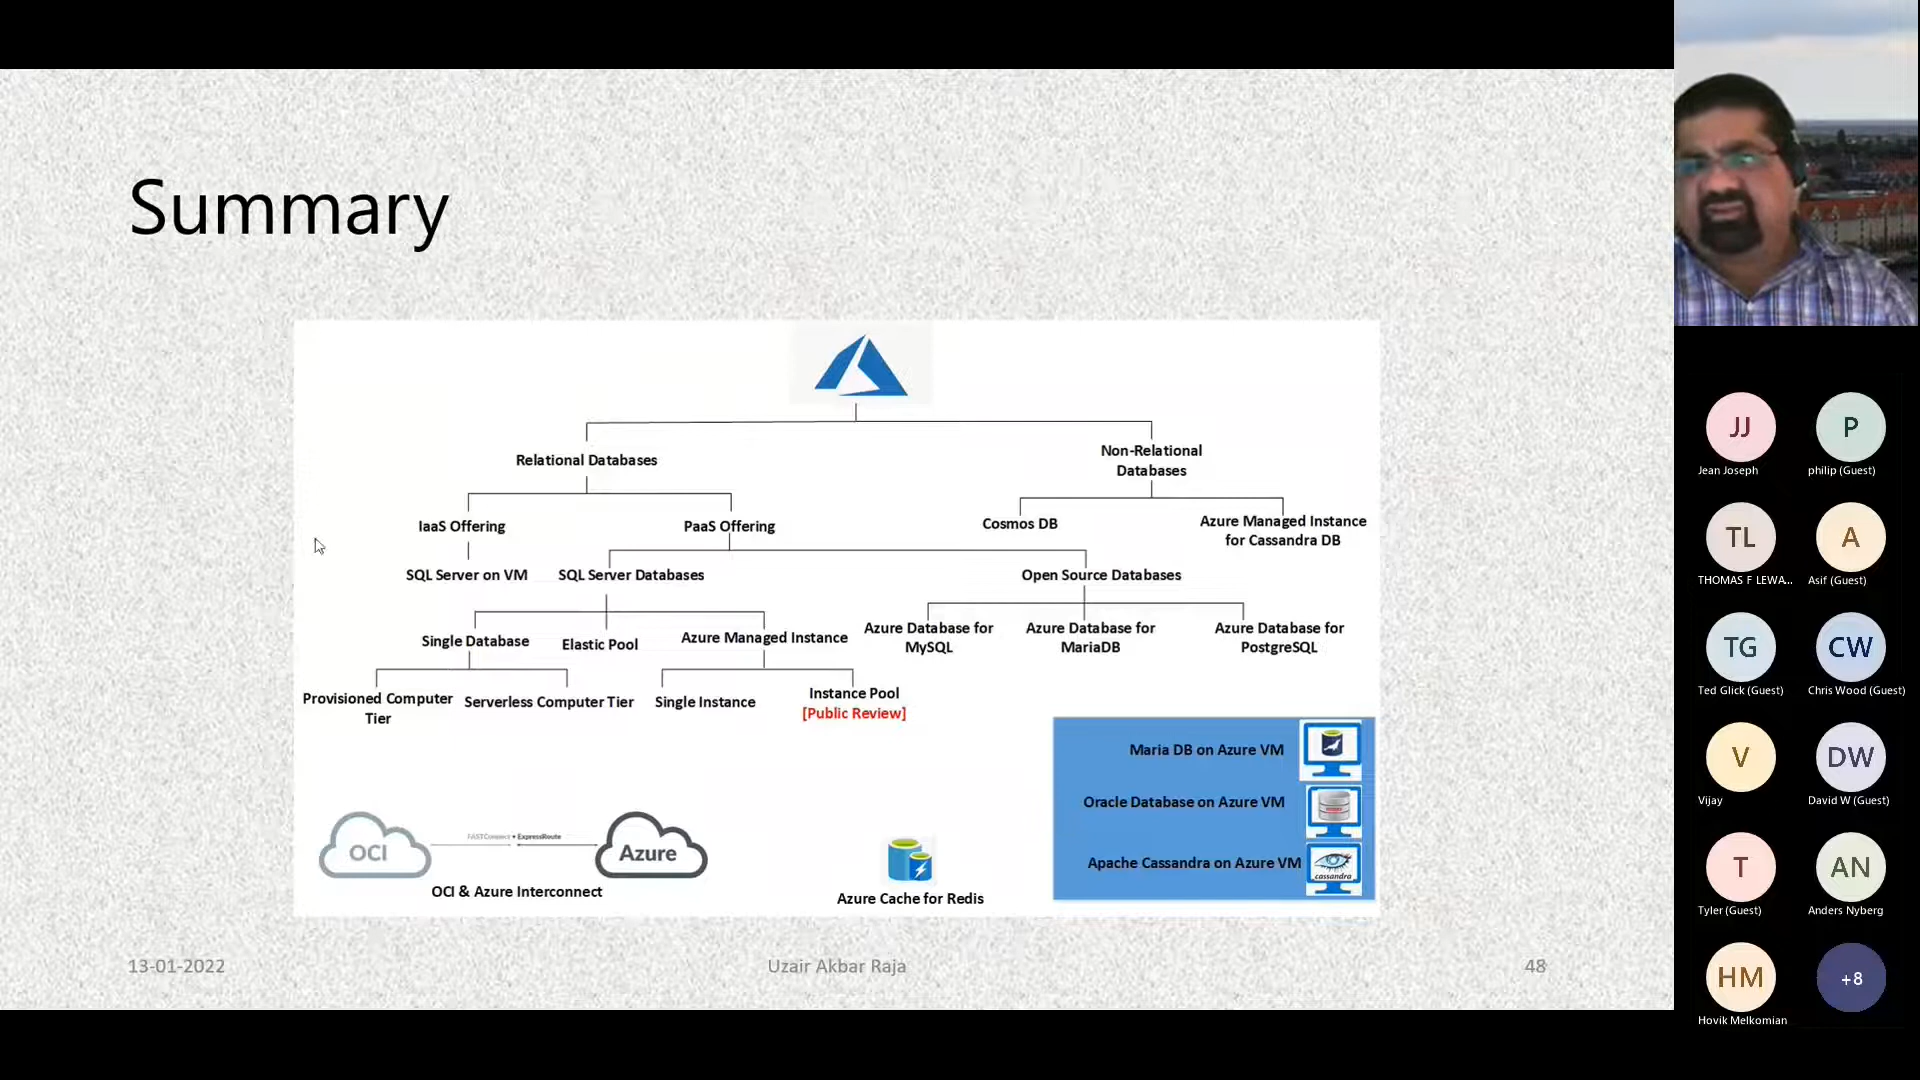 Summary
Relational Databases
Non-Relational
Databases
IaaS Offering
PaaS Offering
Cosmos DB
Azure Managed Instance
for Cassandra DB
SQL Server on VM
SQL Server Databases
Open Source Databases
Single Database
Elastic Pool
Azure Managed Instance
Azure Database for
MySQL
Azure Database for
MariaDB
Azure Database for
PostgreSQL
Provisioned Computer
Tier
Serverless Computer Tier
Single Instance
Instance Pool
[Public Review]
Maria DB on Azure VM
Oracle Database on Azure VM
Apache Cassandra on Azure VM
cassandra
OCI
FASTConnect + ExpressRoute
Azure
OCI & Azure Interconnect
Azure Cache for Redis
13-01-2022
Uzair Akbar Raja
48
JJ
Jean Joseph
P
philip (Guest)
TL
THOMAS F LEWA...
A
Asif (Guest)
TG
Ted Glick (Guest)
CW
Chris Wood (Guest)
V
Vijay
DW
David W (Guest)
T
Tyler (Guest)
AN
Anders Nyberg
HM
Hovik Melkomian
+8